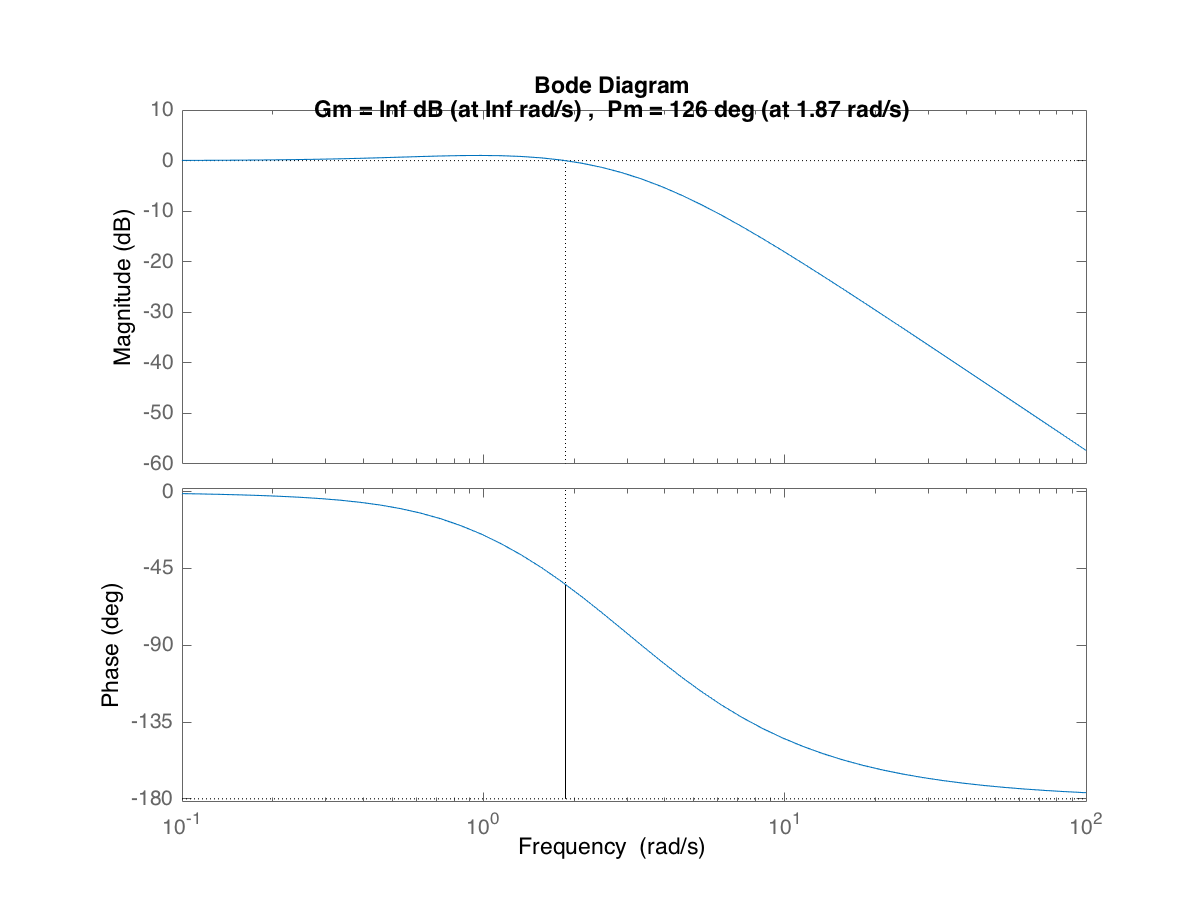 Bode Diagram
Gm = Inf dB (at Inf rad/s) ,  Pm = 126 deg (at 1.87 rad/s)
Magnitude (dB)
10
0
-10
-20
-30
-40
-50
-60
Phase (deg)
0
-45
-90
-135
-180
10^-1 10^0 10^1 10^2
Frequency  (rad/s)